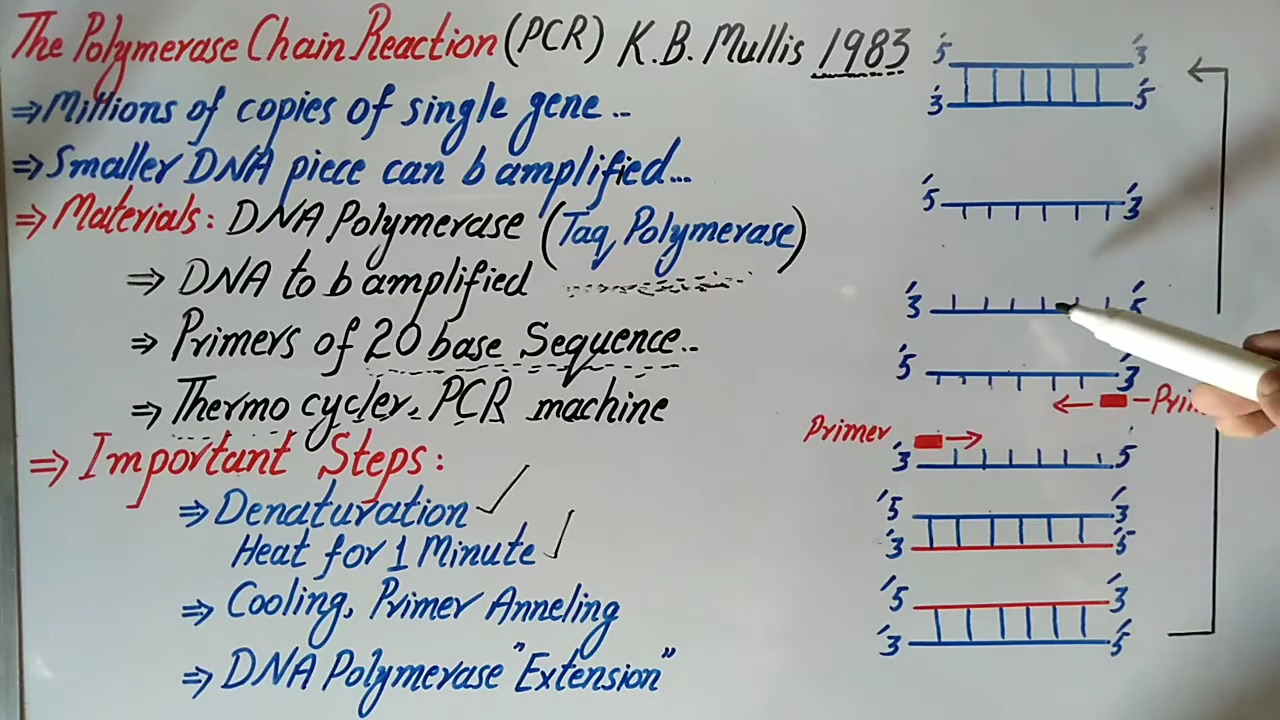 The Polymerase Chain Reaction (PCR) K.B. Mullis 1983
⇒ Millions of copies of single gene..
⇒ Smaller DNA piece can b amplified...
⇒ Materials: DNA Polymerase (Taq Polymerase)
⇒ DNA to b amplified
⇒ Primers of 20 base Sequence..
⇒ Thermo cycler, PCR machine
⇒ Important Steps:
⇒ Denaturation
Heat for 1 Minute
⇒ Cooling, Primer Anneling
⇒ DNA Polymerase "Extension"
'5 '3
'3 '5
'5 '3
'3 '5
'5 '3
Primer
'3 '5
'5 '3
'3 '5
'5 '3
'3 '5